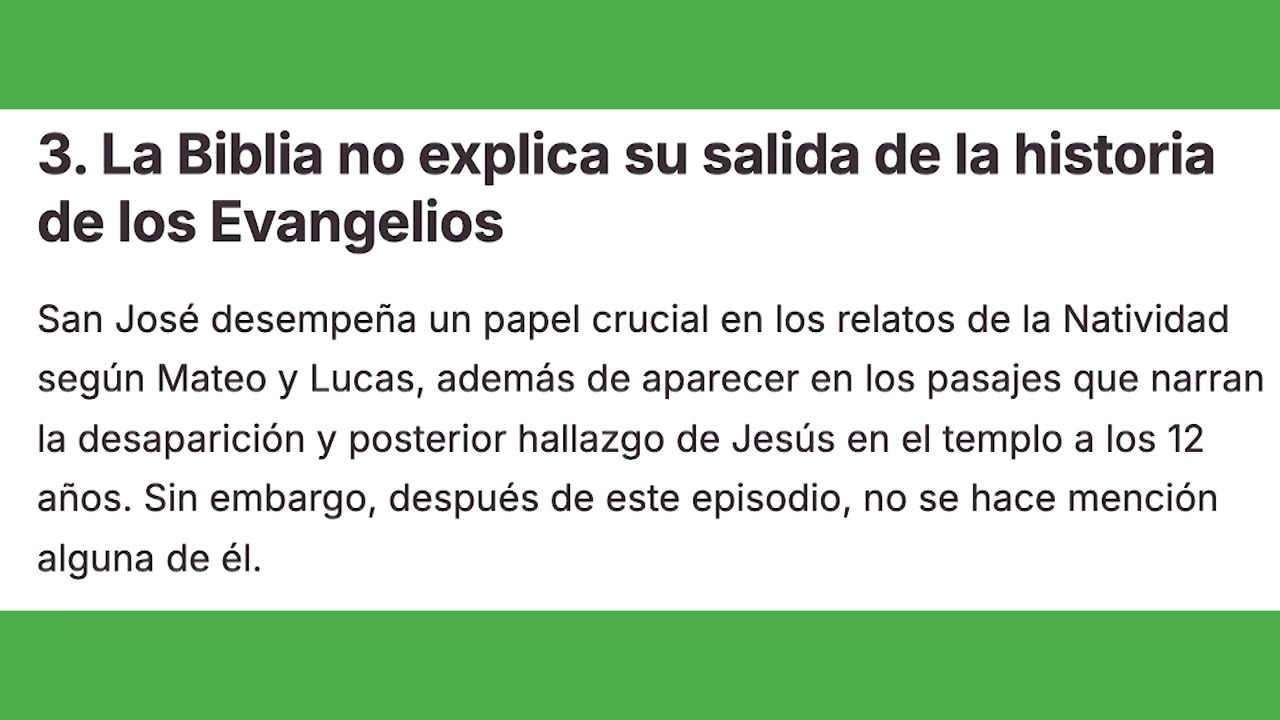 3. La Biblia no explica su salida de la historia
de los Evangelios
San José desempeña un papel crucial en los relatos de la Natividad
según Mateo y Lucas, además de aparecer en los pasajes que narran
la desaparición y posterior hallazgo de Jesús en el templo a los 12
años. Sin embargo, después de este episodio, no se hace mención
alguna de él.